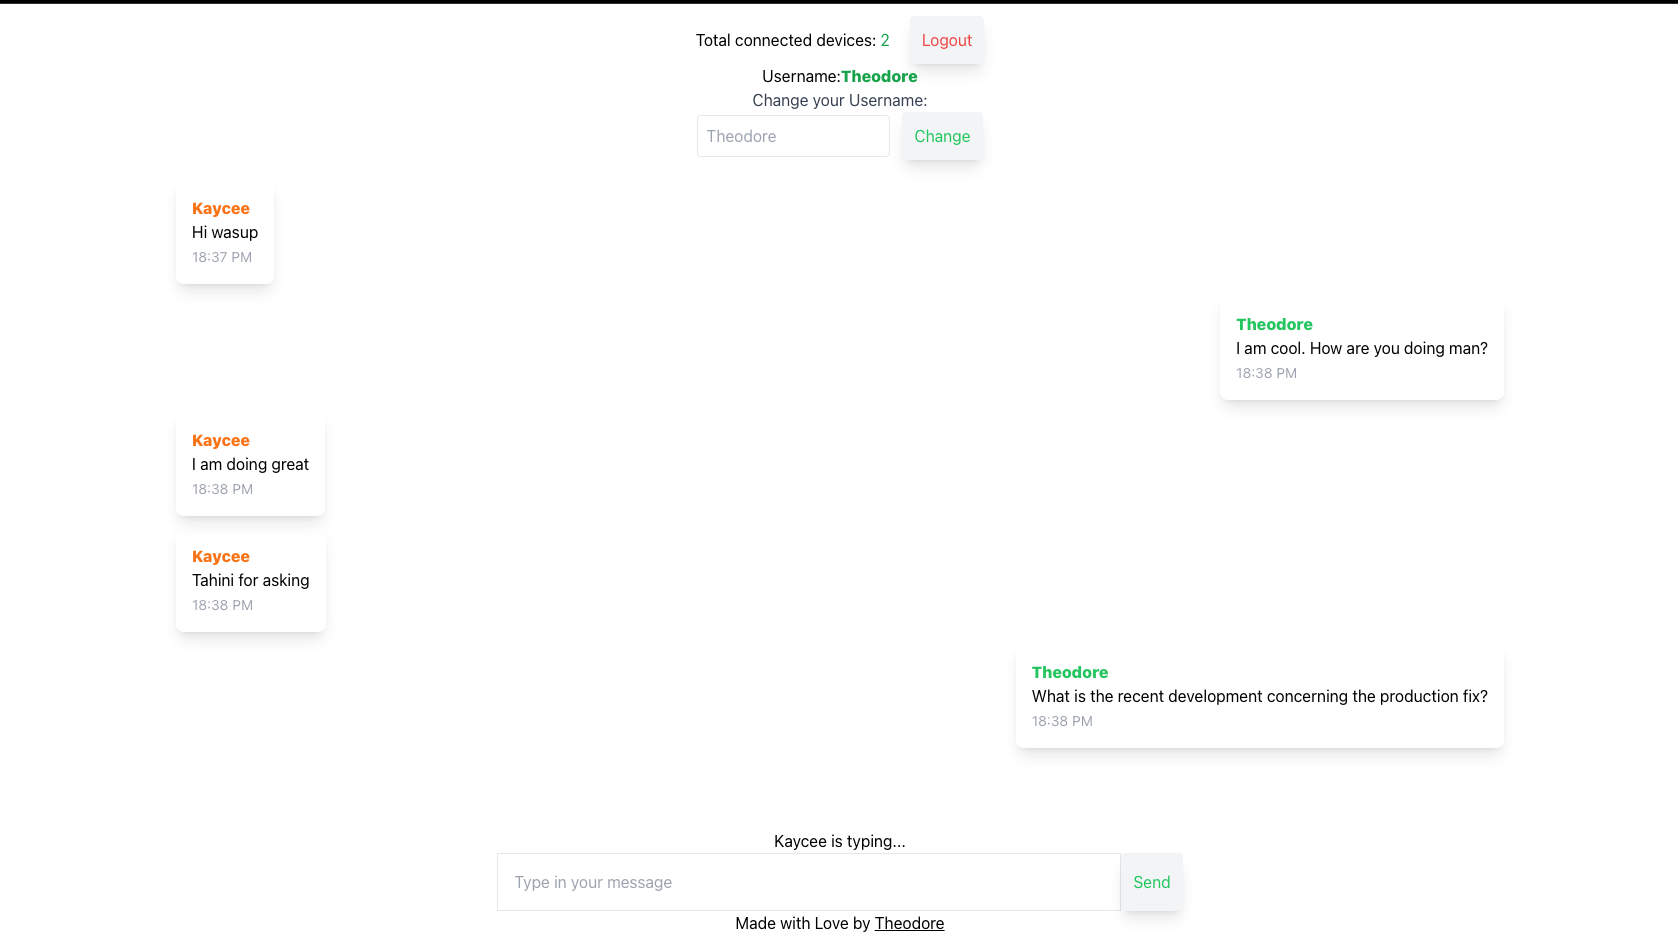 Total connected devices: 2 Logout
Username:Theodore
Change your Username:
Theodore Change
Kaycee
Hi wasup
18:37 PM
Theodore
I am cool. How are you doing man?
18:38 PM
Kaycee
I am doing great
18:38 PM
Kaycee
Tahini for asking
18:38 PM
Theodore
What is the recent development concerning the production fix?
18:38 PM
Kaycee is typing...
Type in your message Send
Made with Love by Theodore